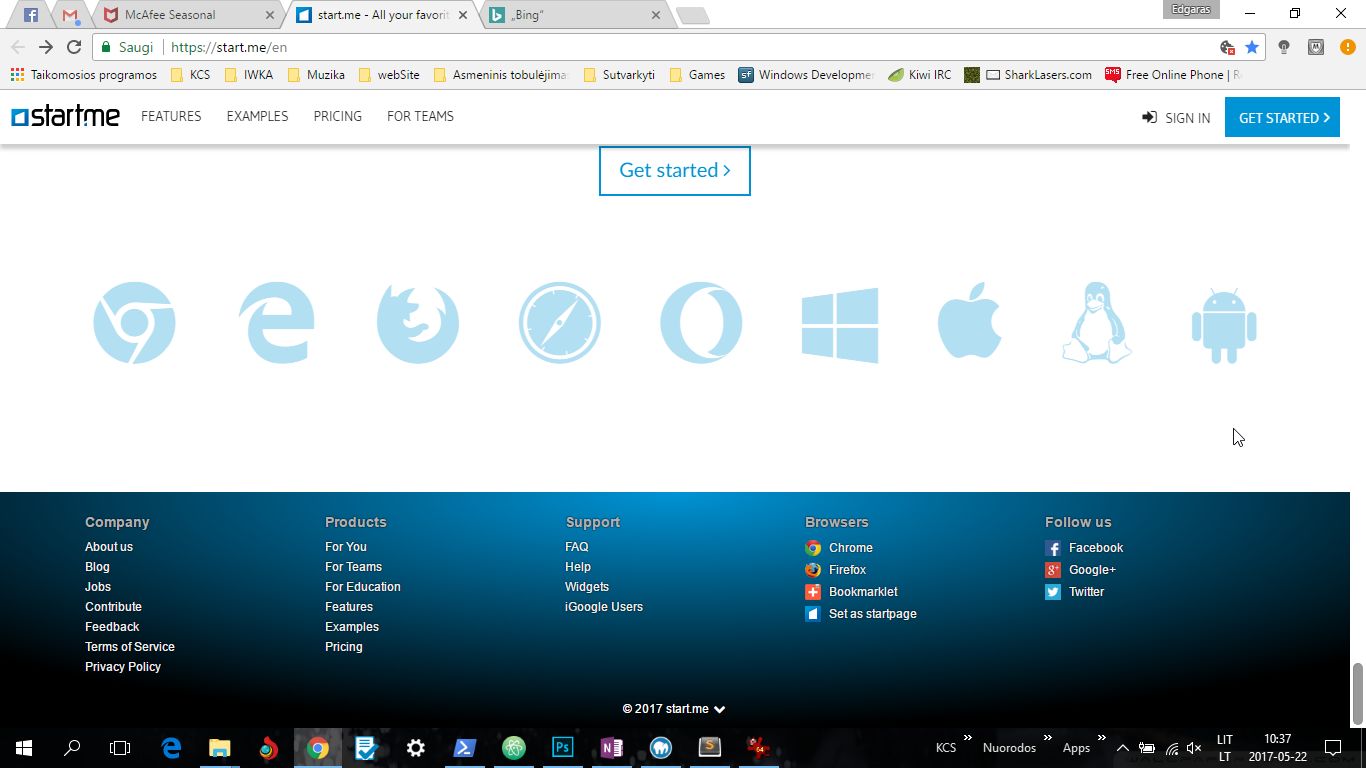 McAfee Seasonal
start.me - All your favorit
„Bing“
Edgaras
Saugi
https://start.me/en
Taikomosios programos
KCS
IWKA
Muzika
webSite
Asmeninis tobulėjima
Sutvarkyti
Games
Windows Developme
Kiwi IRC
SharkLasers.com
Free Online Phone | R
start.me
FEATURES
EXAMPLES
PRICING
FOR TEAMS
SIGN IN
GET STARTED
Get started
Company
About us
Blog
Jobs
Contribute
Feedback
Terms of Service
Privacy Policy
Products
For You
For Teams
For Education
Features
Examples
Pricing
Support
FAQ
Help
Widgets
iGoogle Users
Browsers
Chrome
Firefox
Bookmarklet
Set as startpage
Follow us
Facebook
Google+
Twitter
© 2017 start.me
KCS
Nuorodos
Apps
LIT
LT
10:37
2017-05-22